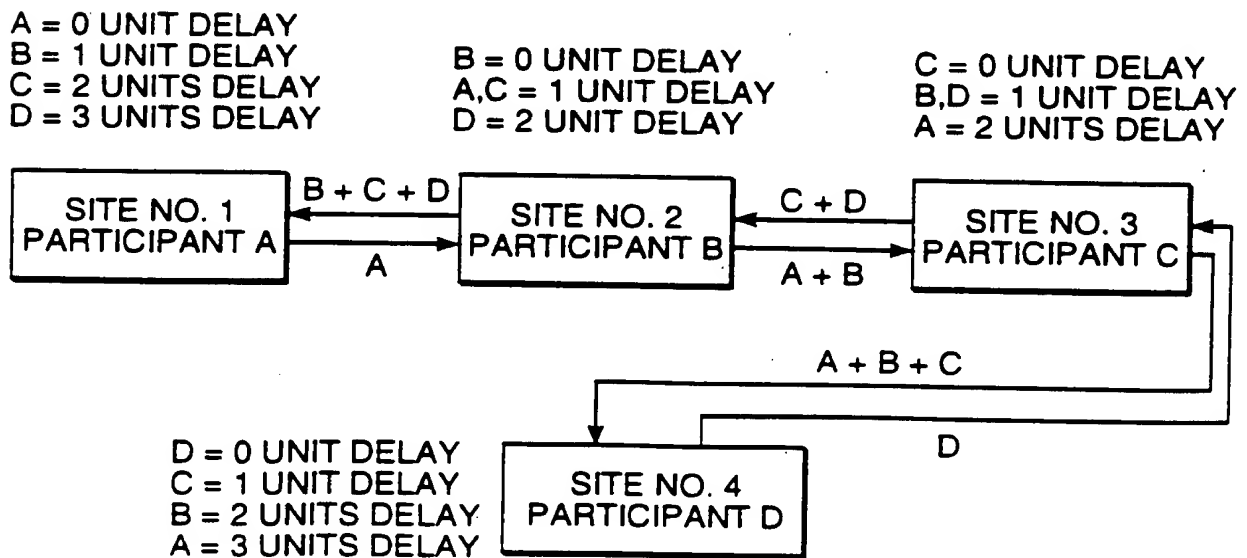 A = 0 UNIT DELAY
B = 1 UNIT DELAY
C = 2 UNITS DELAY
D = 3 UNITS DELAY
B = 0 UNIT DELAY
A,C = 1 UNIT DELAY
D = 2 UNIT DELAY
C = 0 UNIT DELAY
B,D = 1 UNIT DELAY
A = 2 UNITS DELAY
SITE NO. 1
PARTICIPANT A
B + C + D
A
SITE NO. 2
PARTICIPANT B
C + D
A + B
SITE NO. 3
PARTICIPANT C
A + B + C
D
D = 0 UNIT DELAY
C = 1 UNIT DELAY
B = 2 UNITS DELAY
A = 3 UNITS DELAY
SITE NO. 4
PARTICIPANT D